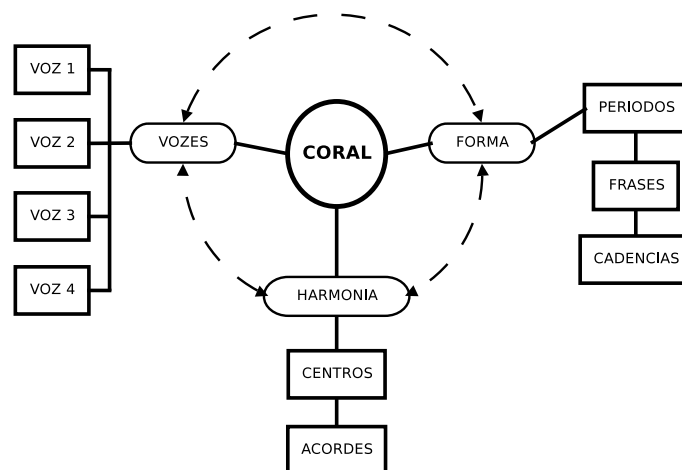 VOZ 1
VOZ 2
VOZ 3
VOZ 4
VOZES
CORAL
FORMA
HARMONIA
CENTROS
ACORDES
PERIODOS
FRASES
CADENCIAS